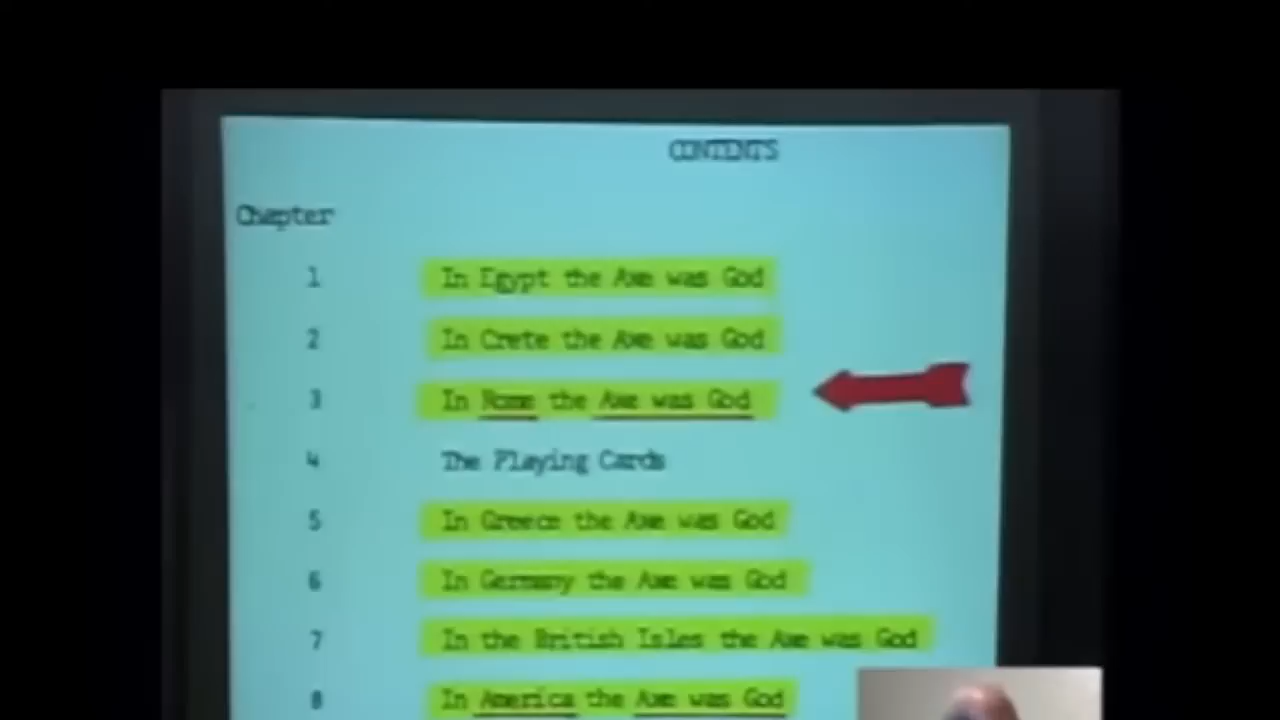 CONTENTS
Chapter
1 In Egypt the Axe was God
2 In Crete the Axe was God
3 In Rome the Axe was God
4 The Playing Cards
5 In Greece the Axe was God
6 In Germany the Axe was God
7 In the British Isles the Axe was God
8 In America the Axe was God